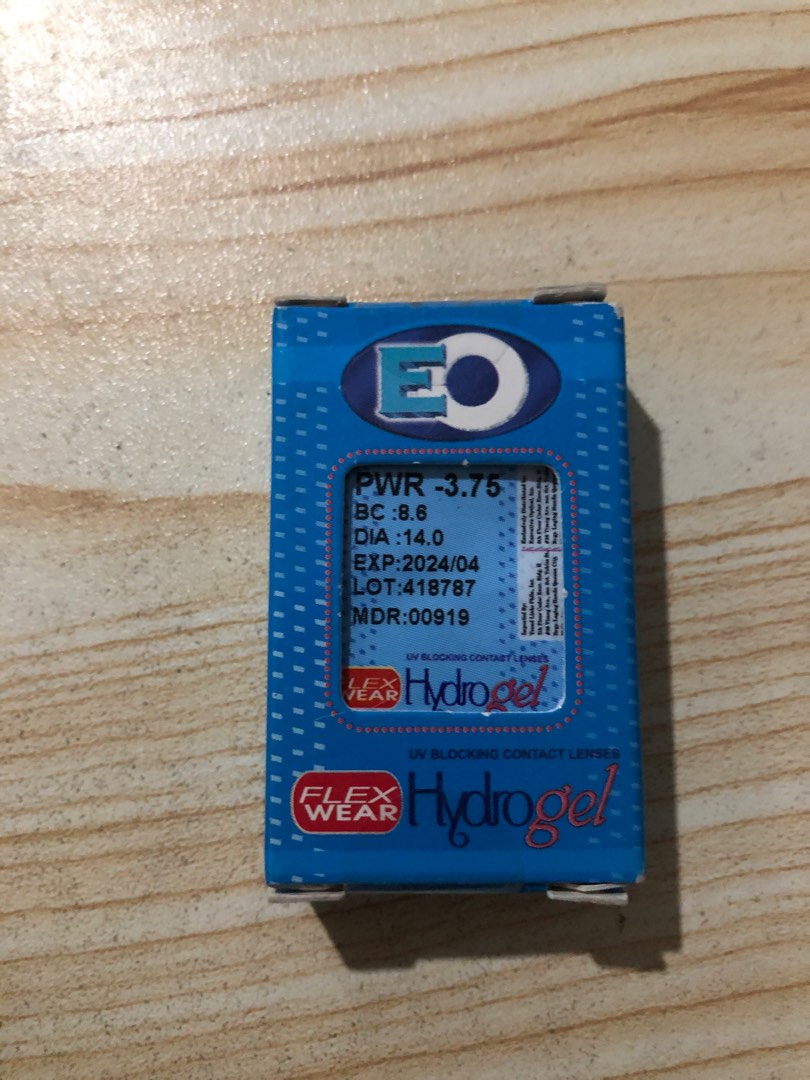 EO
PWR -3.75
BC :8.6
DIA :14.0
EXP:2024/04
LOT:418787
MDR:00919
UV BLOCKING CONTACT LENSES
LEX
WEAR
Hydrogel
UV BLOCKING CONTACT LENSES
FLEX
WEAR
Hydrogel